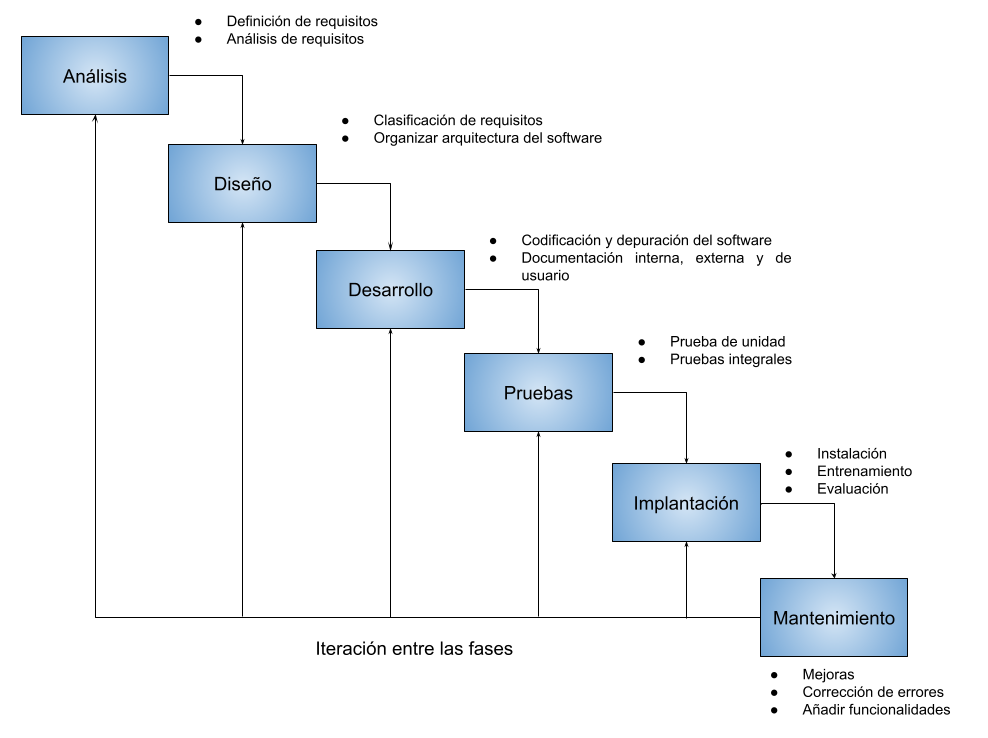 ● Definición de requisitos
● Análisis de requisitos
Análisis
● Clasificación de requisitos
● Organizar arquitectura del software
Diseño
● Codificación y depuración del software
● Documentación interna, externa y de
usuario
Desarrollo
● Prueba de unidad
● Pruebas integrales
Pruebas
● Instalación
● Entrenamiento
● Evaluación
Implantación
Mantenimiento
Iteración entre las fases
● Mejoras
● Corrección de errores
● Añadir funcionalidades